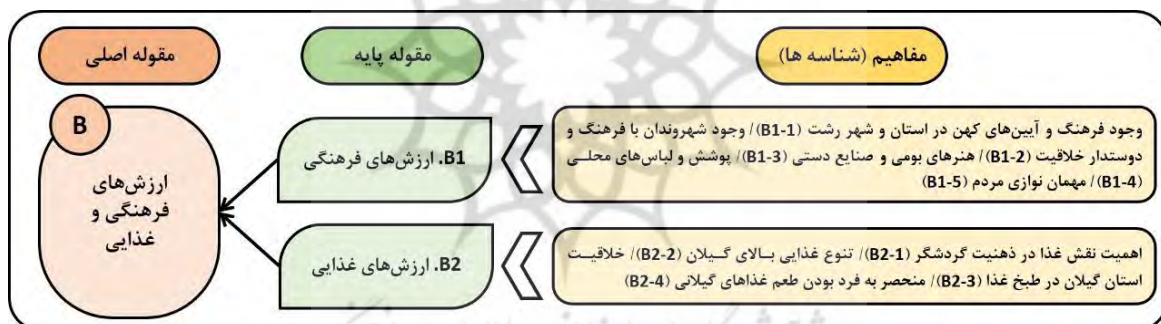 مفاهیم (شناسه ها)
مقوله پایه
مقوله اصلی
وجود فرهنگ و آیین‌های کهن در استان و شهر رشت (B1-1)/ وجود شهروندان با فرهنگ و
دوستدار خلاقیت (B1-2)/ هنرهای بومی و صنایع دستی (B1-3)/ پوشش و لباس‌های محلی
(B1-4)/ مهمان نوازی مردم (B1-5)
B1. ارزش‌های فرهنگی
B
ارزش‌های
فرهنگی و
غذایی
اهمیت نقش غذا در ذهنیت گردشگر (B2-1)/ تنوع غذایی بالای گیلان (B2-2)/ خلاقیت
استان گیلان در طبخ غذا (B2-3)/ منحصر به فرد بودن طعم غذاهای گیلانی (B2-4)
B2. ارزش‌های غذایی